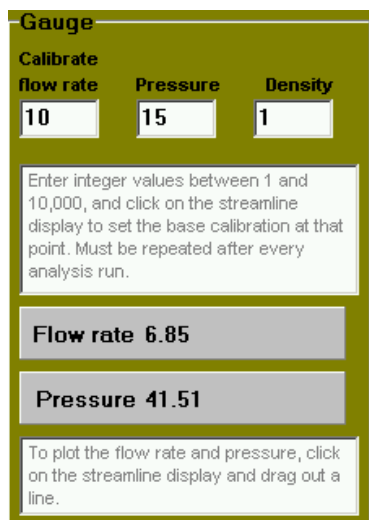 Gauge
Calibrate
flow rate Pressure Density
10 15 1
Enter integer values between 1 and
10,000, and click on the streamline
display to set the base calibration at that
point. Must be repeated after every
analysis run.
Flow rate 6.85
Pressure 41.51
To plot the flow rate and pressure, click
on the streamline display and drag out a
line.